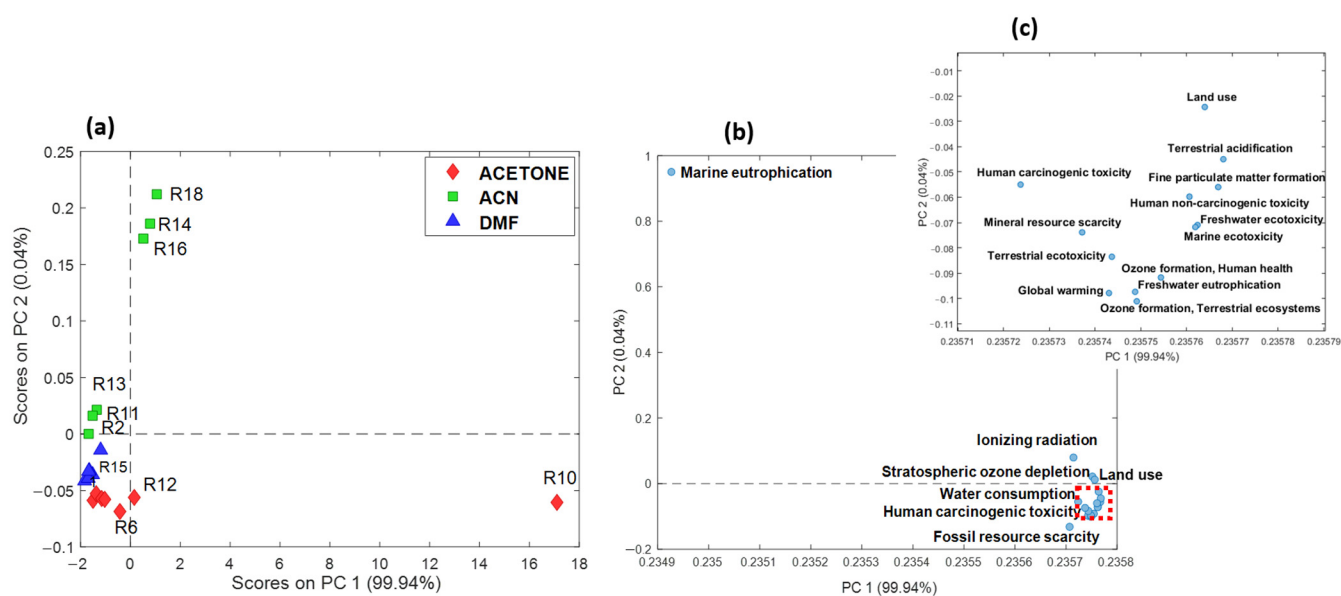 (a)
0.25
0.2
0.15
0.1
0.05
0
−0.05
−0.1
Scores on PC 2 (0.04%)
−2
0
2
4
6
8
10
12
14
16
18
Scores on PC 1 (99.94%)
ACETONE
ACN
DMF
R18
R14
R16
R13
R11
R2
R15
R12
R6
R10
(b)
1
0.8
0.6
0.4
0.2
0
−0.2
PC 2 (0.04%)
0.2349
0.235
0.2351
0.2352
0.2353
0.2354
0.2355
0.2356
0.2357
0.2358
PC 1 (99.94%)
Marine eutrophication
Ionizing radiation
Stratospheric ozone depletion
Land use
Water consumption
Human carcinogenic toxicity
Fossil resource scarcity
(c)
−0.01
−0.02
−0.03
−0.04
−0.05
−0.06
−0.07
−0.08
−0.09
−0.1
−0.11
PC 2 (0.04%)
0.23571
0.23572
0.23573
0.23574
0.23575
0.23576
0.23577
0.23578
0.23579
PC 1 (99.94%)
Land use
Terrestrial acidification
Human carcinogenic toxicity
Fine particulate matter formation
Human non-carcinogenic toxicity
Mineral resource scarcity
Freshwater ecotoxicity
Marine ecotoxicity
Terrestrial ecotoxicity
Ozone formation, Human health
Global warming
Freshwater eutrophication
Ozone formation, Terrestrial ecosystems